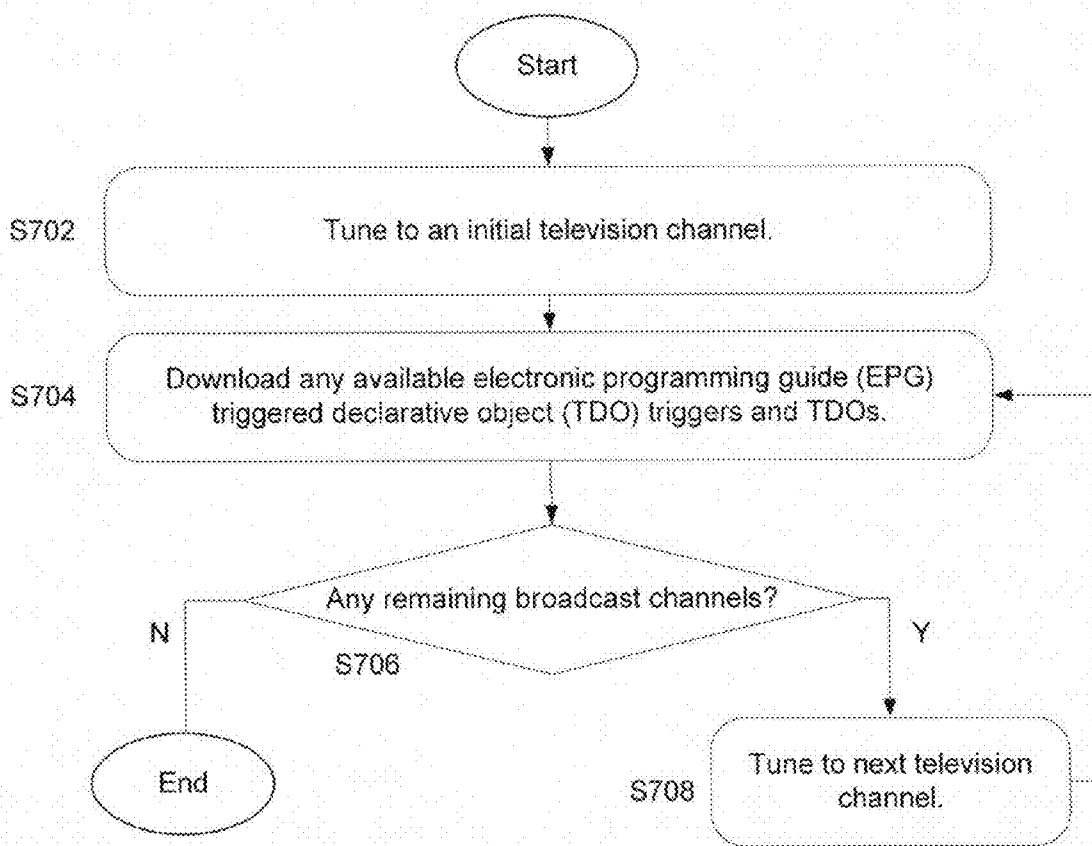 Start
S702
Tune to an initial television channel.
S704
Download any available electronic programming guide (EPG)
triggered declarative object (TDO) triggers and TDOs.
Any remaining broadcast channels?
N
Y
S706
End
S708
Tune to next television
channel.